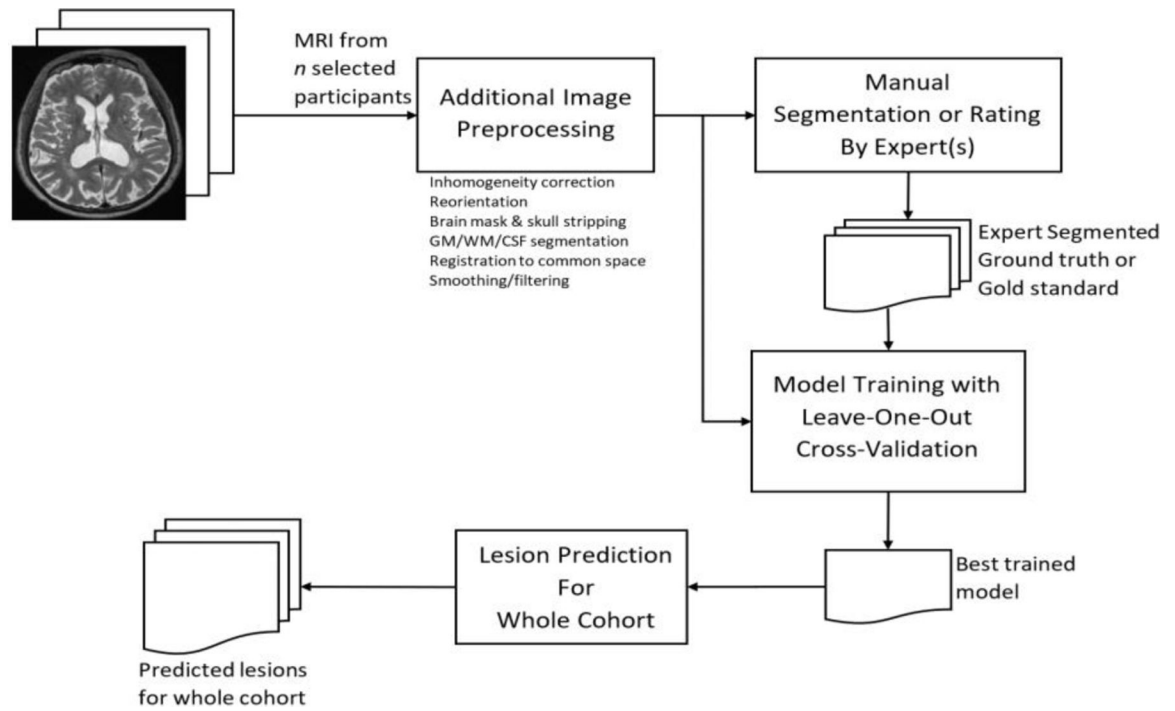 MRI from
n selected
participants
Additional Image
Preprocessing
Inhomogeneity correction
Reorientation
Brain mask & skull stripping
GM/WM/CSF segmentation
Registration to common space
Smoothing/filtering
Manual
Segmentation or Rating
By Expert(s)
Expert Segmented
Ground truth or
Gold standard
Model Training with
Leave-One-Out
Cross-Validation
Best trained
model
Lesion Prediction
For
Whole Cohort
Predicted lesions
for whole cohort